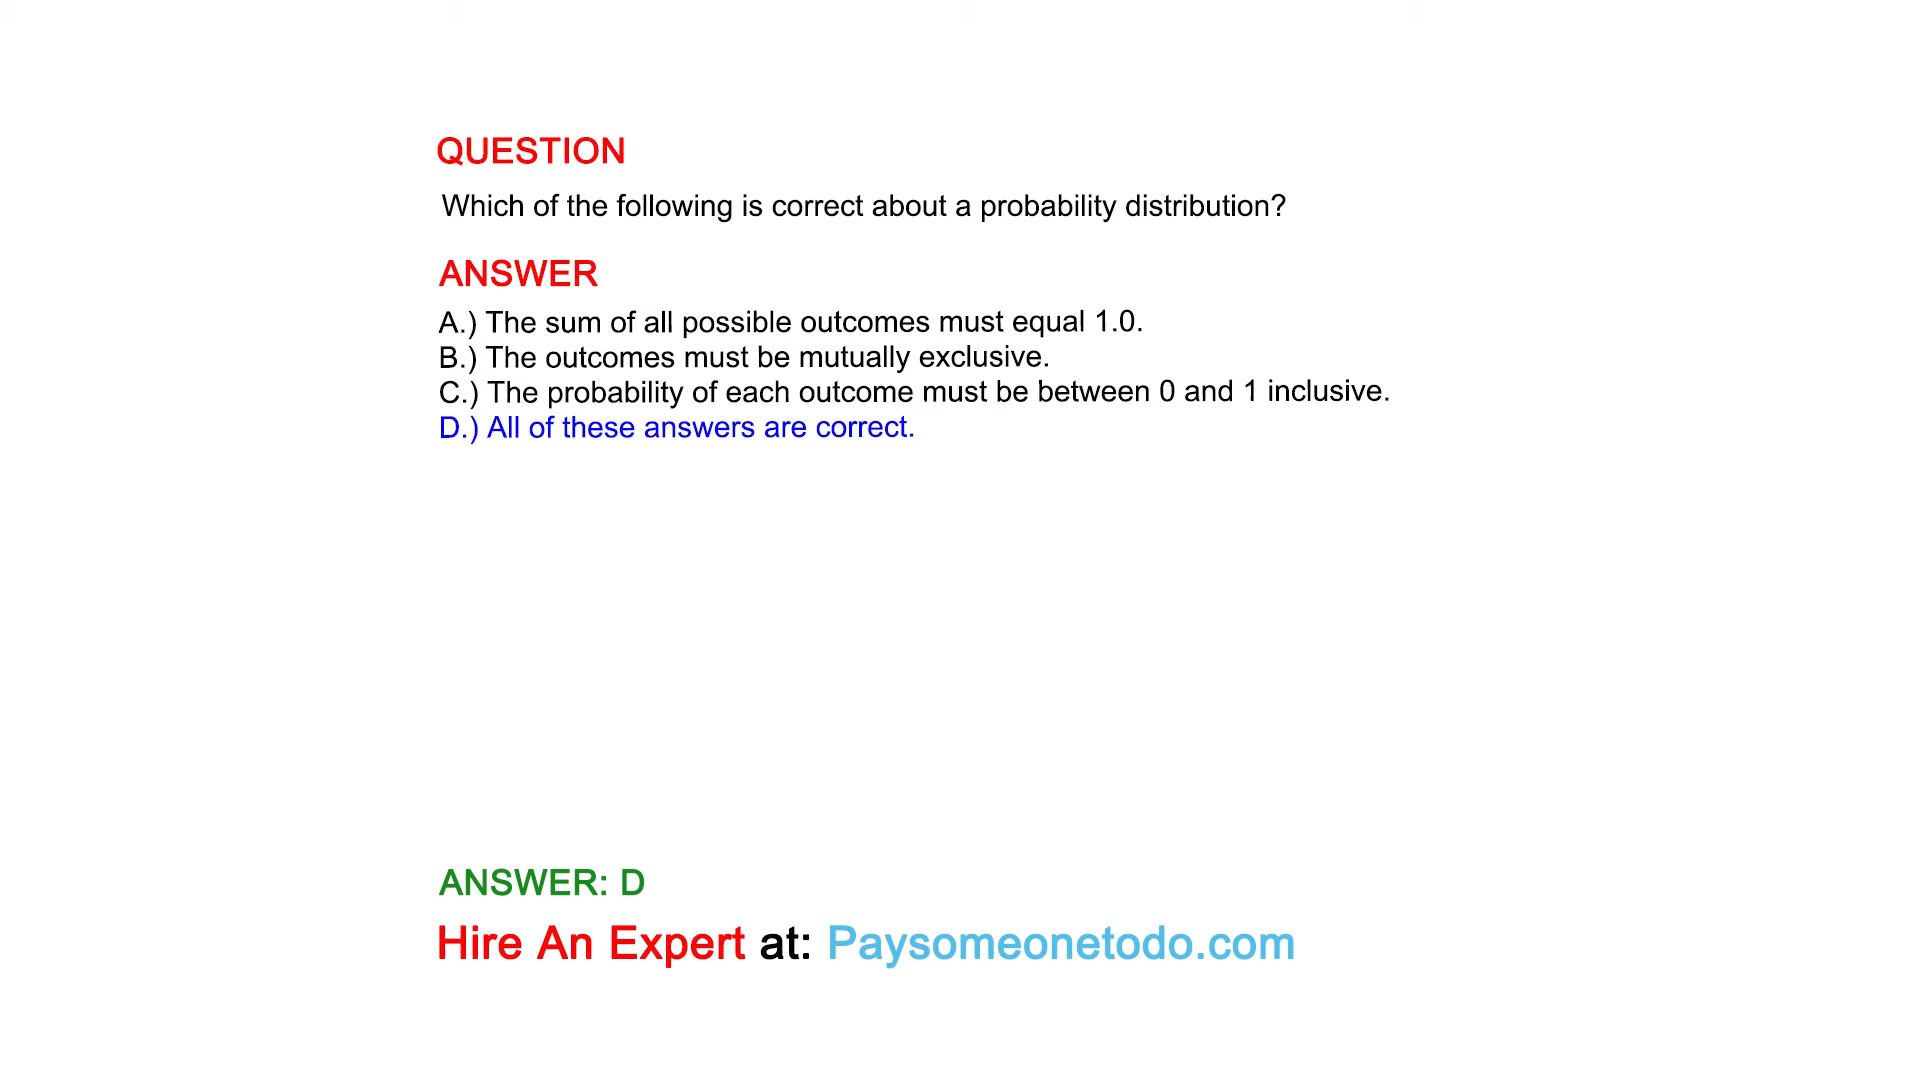 QUESTION
Which of the following is correct about a probability distribution?
ANSWER
A.) The sum of all possible outcomes must equal 1.0.
B.) The outcomes must be mutually exclusive.
C.) The probability of each outcome must be between 0 and 1 inclusive.
D.) All of these answers are correct.
ANSWER: D
Hire An Expert at: Paysomeonetodo.com